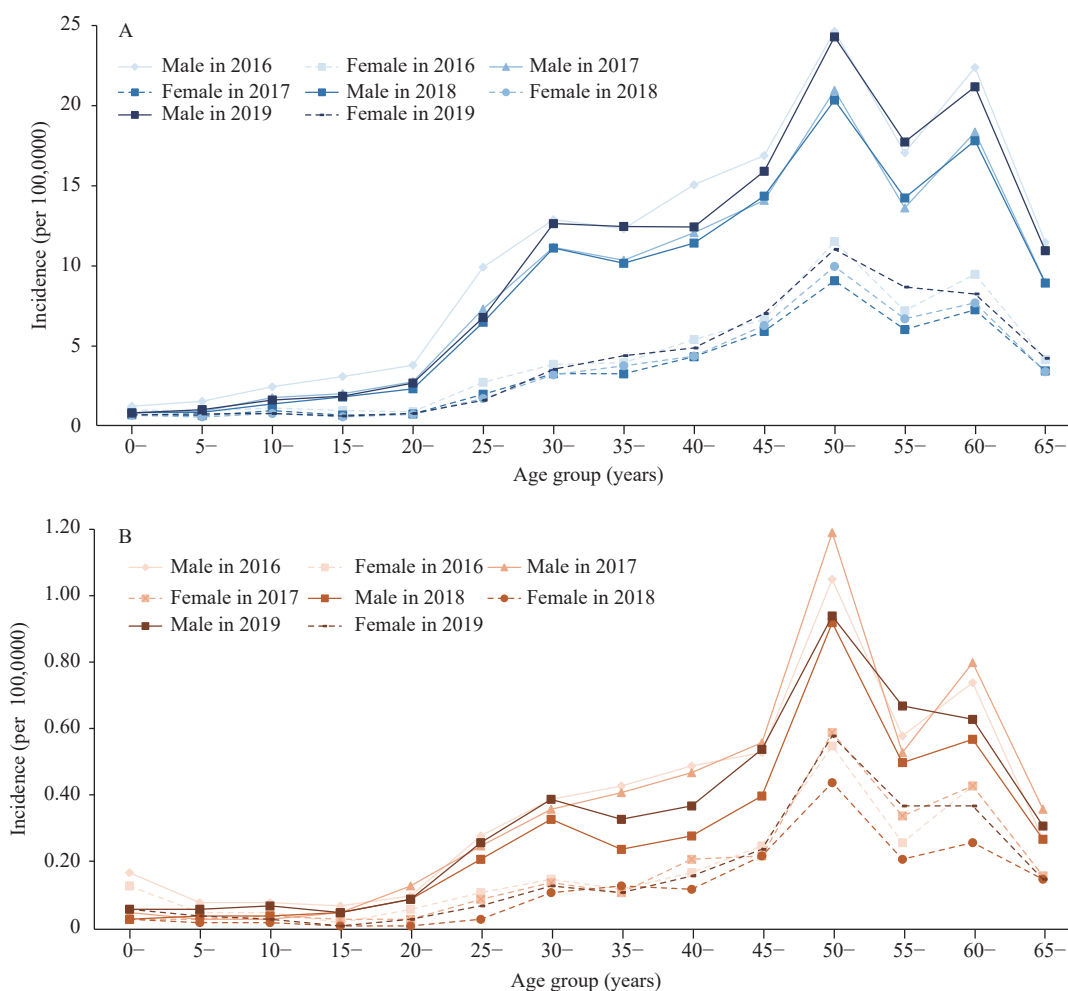 A
25
20
15
10
5
0
Incidence (per 100,0000)
Male in 2016 Female in 2016 Male in 2017
Female in 2017 Male in 2018 Female in 2018
Male in 2019 Female in 2019
0– 5– 10– 15– 20– 25– 30– 35– 40– 45– 50– 55– 60– 65–
Age group (years)
B
1.20
1.00
0.80
0.60
0.40
0.20
0
Incidence (per 100,0000)
Male in 2016 Female in 2016 Male in 2017
Female in 2017 Male in 2018 Female in 2018
Male in 2019 Female in 2019
0– 5– 10– 15– 20– 25– 30– 35– 40– 45– 50– 55– 60– 65–
Age group (years)